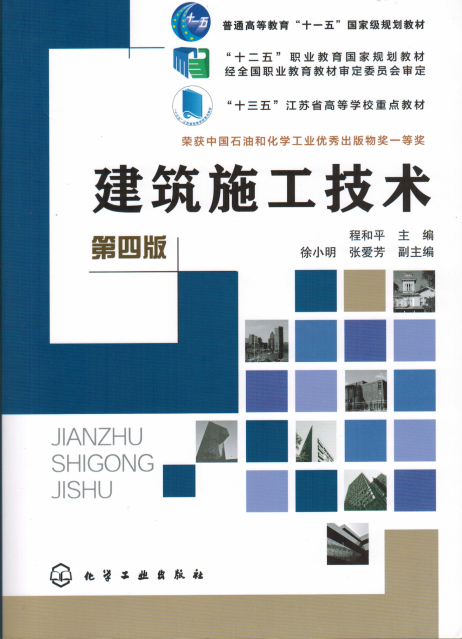 十一五
普通高等教育“十一五”国家级规划教材
“十二五”职业教育国家规划教材
经全国职业教育教材审定委员会审定
“十三五”江苏省高等学校重点教材
荣获中国石油和化学工业优秀出版物奖一等奖
建筑施工技术
第四版
程和平 主 编
徐小明 张爱芳 副主编
JIANZHU
SHIGONG
JISHU
化学工业出版社